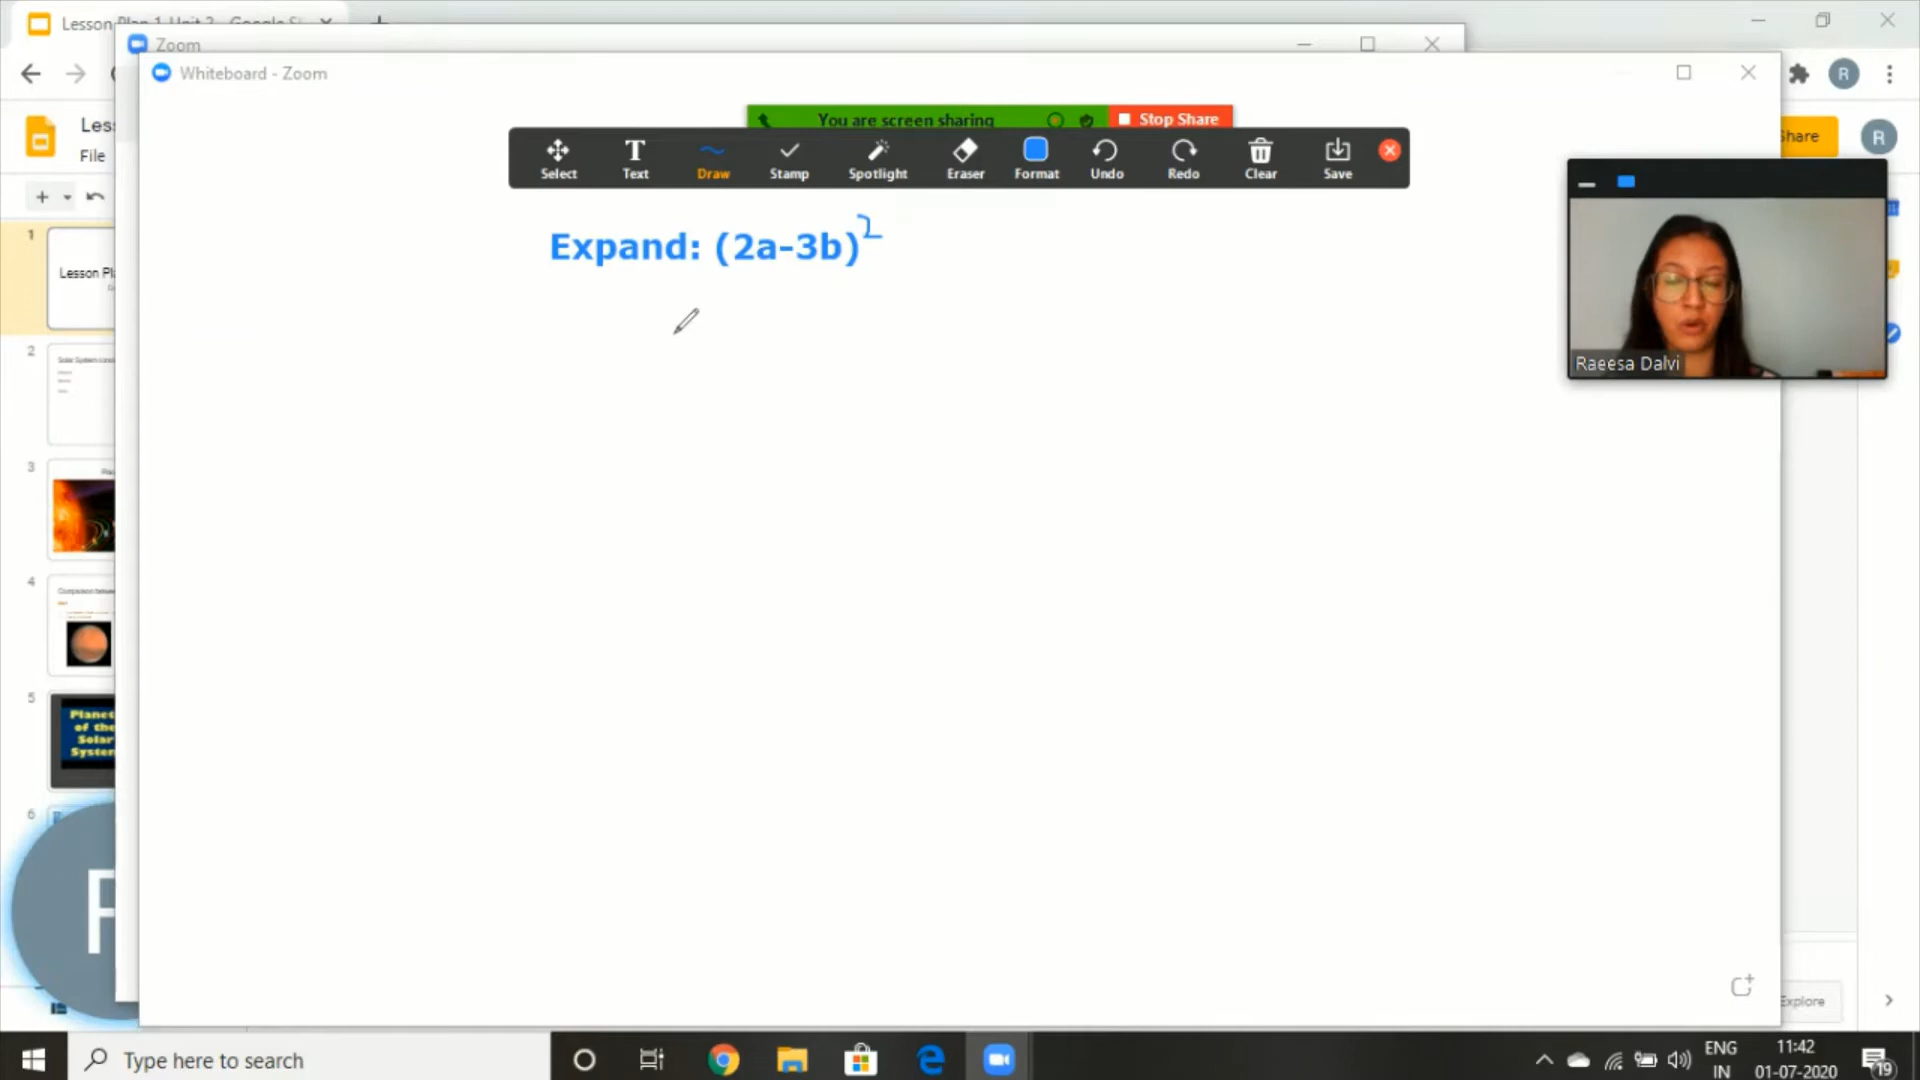 Lesson Plan 1 Unit 2 - Google Sl
Zoom
Whiteboard - Zoom
R
You are screen sharing
Stop Share
Les
File
Share
R
Select
Text
Draw
Stamp
Spotlight
Eraser
Format
Undo
Redo
Clear
Save
Expand: (2a-3b)2
Raeesa Dalvi
1
Lesson Pl
2
3
4
5
Planet
of the
Solar
System
6
Explore
Type here to search
ENG
IN
11:42
01-07-2020
19